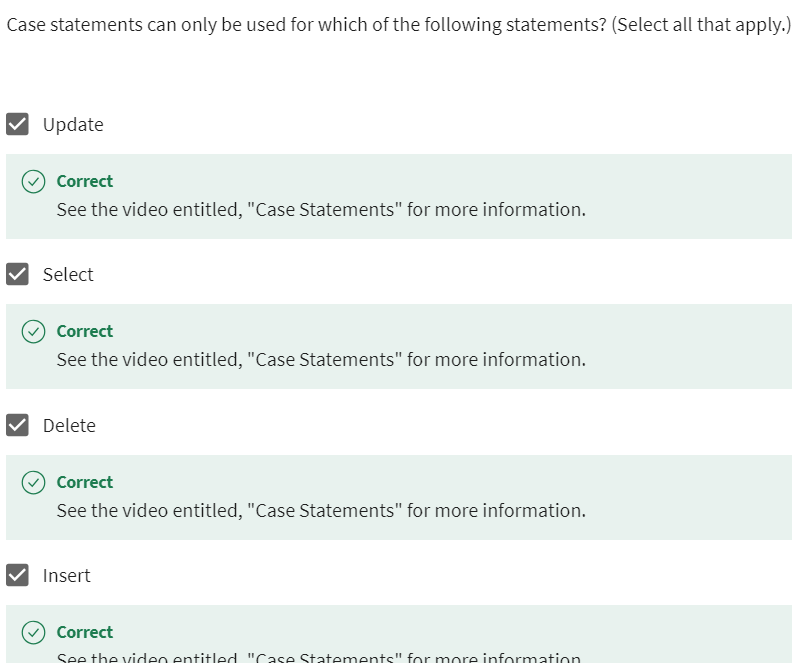 Case statements can only be used for which of the following statements? (Select all that apply.)
Update
Correct
See the video entitled, "Case Statements" for more information.
Select
Correct
See the video entitled, "Case Statements" for more information.
Delete
Correct
See the video entitled, "Case Statements" for more information.
Insert
Correct
See the video entitled, "Case Statements" for more information.